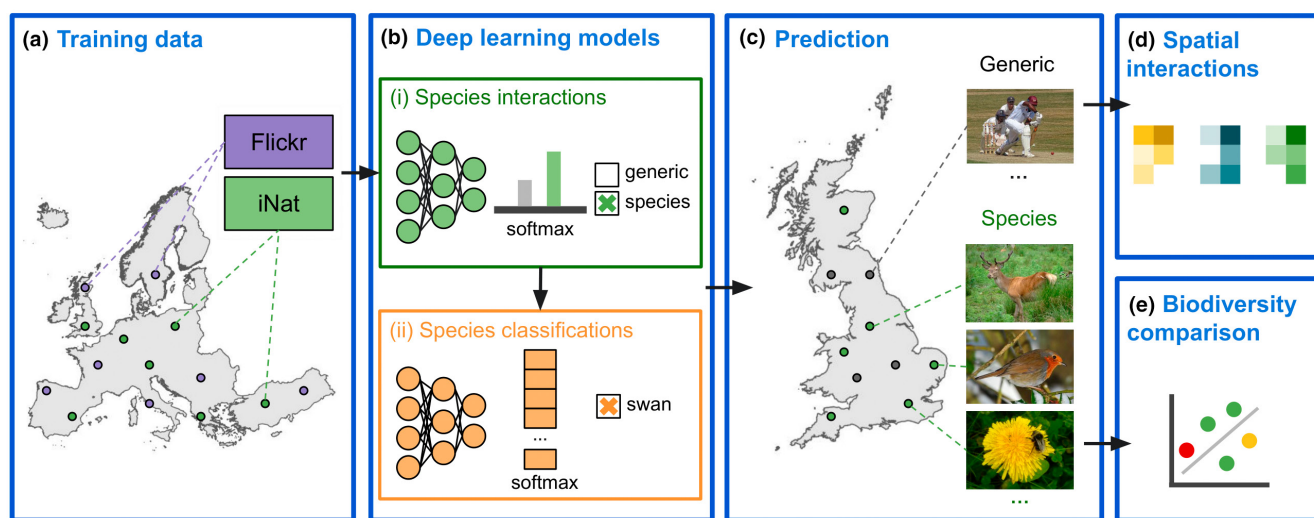 (a) Training data
Flickr
iNat
(b) Deep learning models
(i) Species interactions
generic
species
softmax
(ii) Species classifications
swan
...
softmax
(c) Prediction
Generic
...
Species
...
(d) Spatial
interactions
(e) Biodiversity
comparison